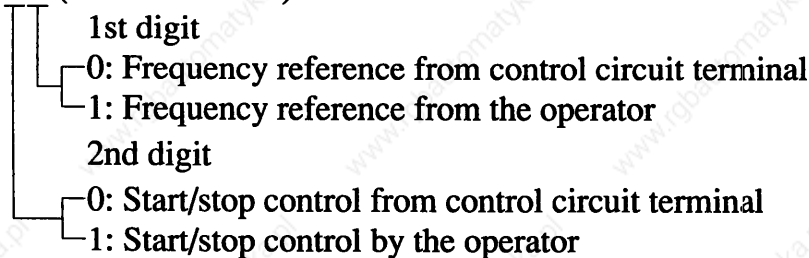 1st digit
0: Frequency reference from control circuit terminal
1: Frequency reference from the operator
2nd digit
0: Start/stop control from control circuit terminal
1: Start/stop control by the operator